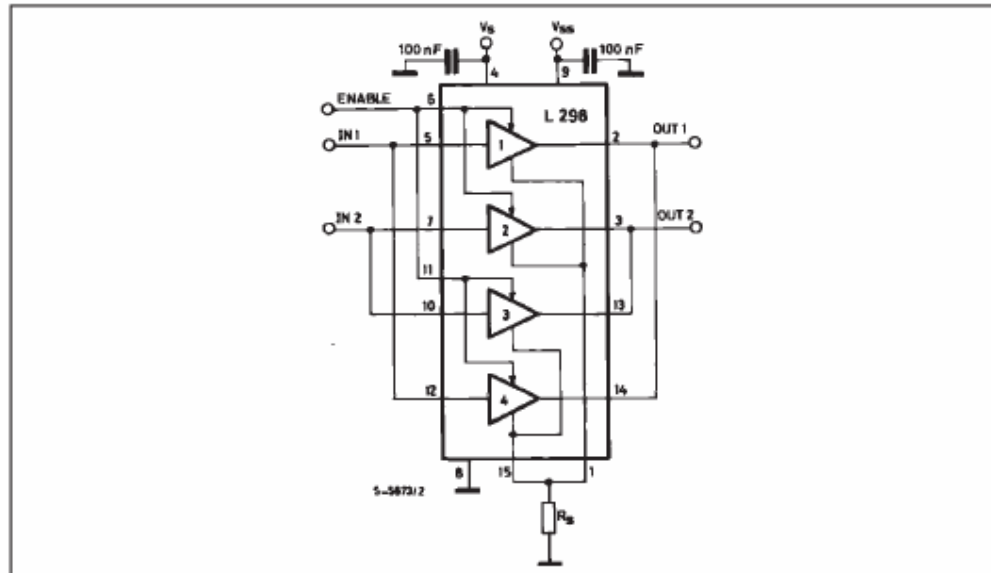 Vs Vss
100 nF 100 nF
4 9
ENABLE 6 L 298
IN 1 5 1 2 OUT 1
IN 2 7 2 3 OUT 2
11
10 3 13
12 4 14
8 15 1
S-5873/2
Rs